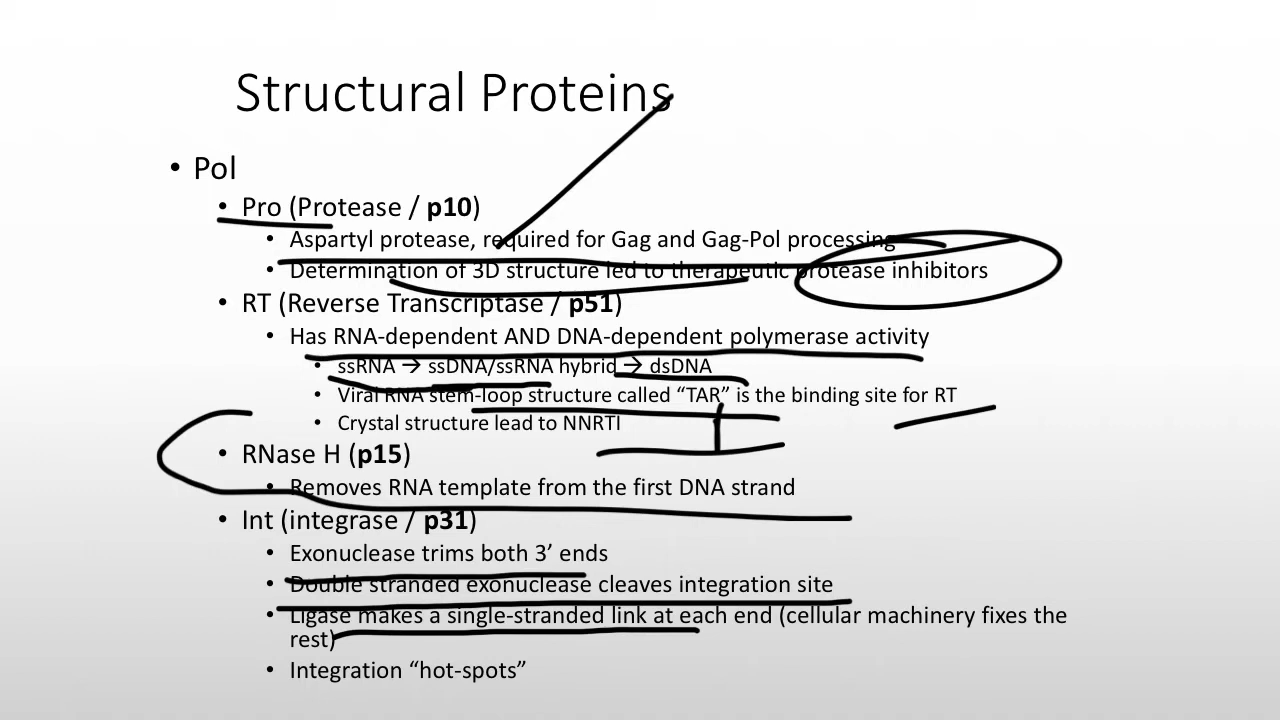 Structural Proteins
• Pol
• Pro (Protease / p10)
• Aspartyl protease, required for Gag and Gag-Pol processing
• Determination of 3D structure led to therapeutic protease inhibitors
• RT (Reverse Transcriptase / p51)
• Has RNA-dependent AND DNA-dependent polymerase activity
• ssRNA → ssDNA/ssRNA hybrid → dsDNA
• Viral RNA stem-loop structure called “TAR” is the binding site for RT
• Crystal structure lead to NNRTI
• RNase H (p15)
• Removes RNA template from the first DNA strand
• Int (integrase / p31)
• Exonuclease trims both 3’ ends
• Double stranded exonuclease cleaves integration site
• Ligase makes a single-stranded link at each end (cellular machinery fixes the
rest)
• Integration “hot-spots”